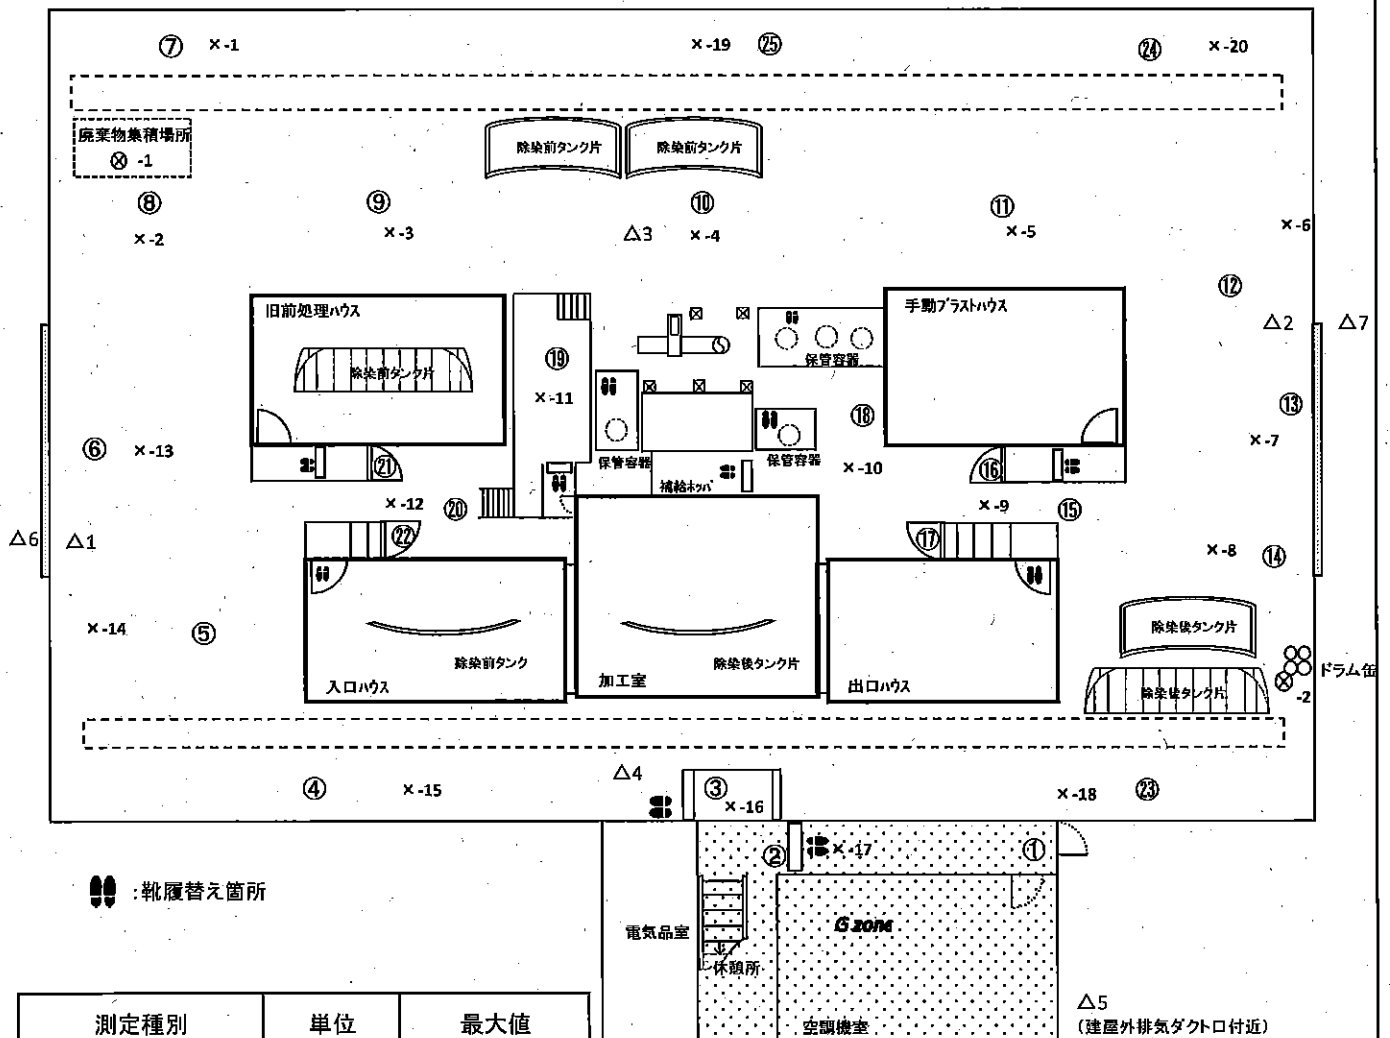 ⑦ ×-1 ×-19 ㉕ ㉔ ×-20
廃棄物集積場所
⊗ -1
除染前タンク片 除染前タンク片
⑧ ⑨ ⑩ ⑪
×-2 ×-3 △3 ×-4 ×-5 ×-6
⑫
旧前処理ハウス 手動ブラストハウス
△2 △7
⑲ 保管容器
除染前タンク片
×-11 ⑱ ⑬
⑥ ×-13 ×-7
㉑ 保管容器 保管容器 ×-10 ⑯
補給ホッパ
×-12 ⑳ ×-9 ⑮
△6 △1 ㉒ ⑰ ×-8 ⑭
×-14 ⑤ 除染後タンク片
除染前タンク 除染後タンク片 ドラム缶
入口ハウス 加工室 出口ハウス 除染後タンク片 ⊗ -2
④ ×-15 △4 ③ ×-16 ×-18 ㉓
② ×-17 ①
:靴履替え箇所
電気品室 G zone
休憩所
△5
測定種別 単位 最大値 空調機室 (建屋外排気ダクト口付近)